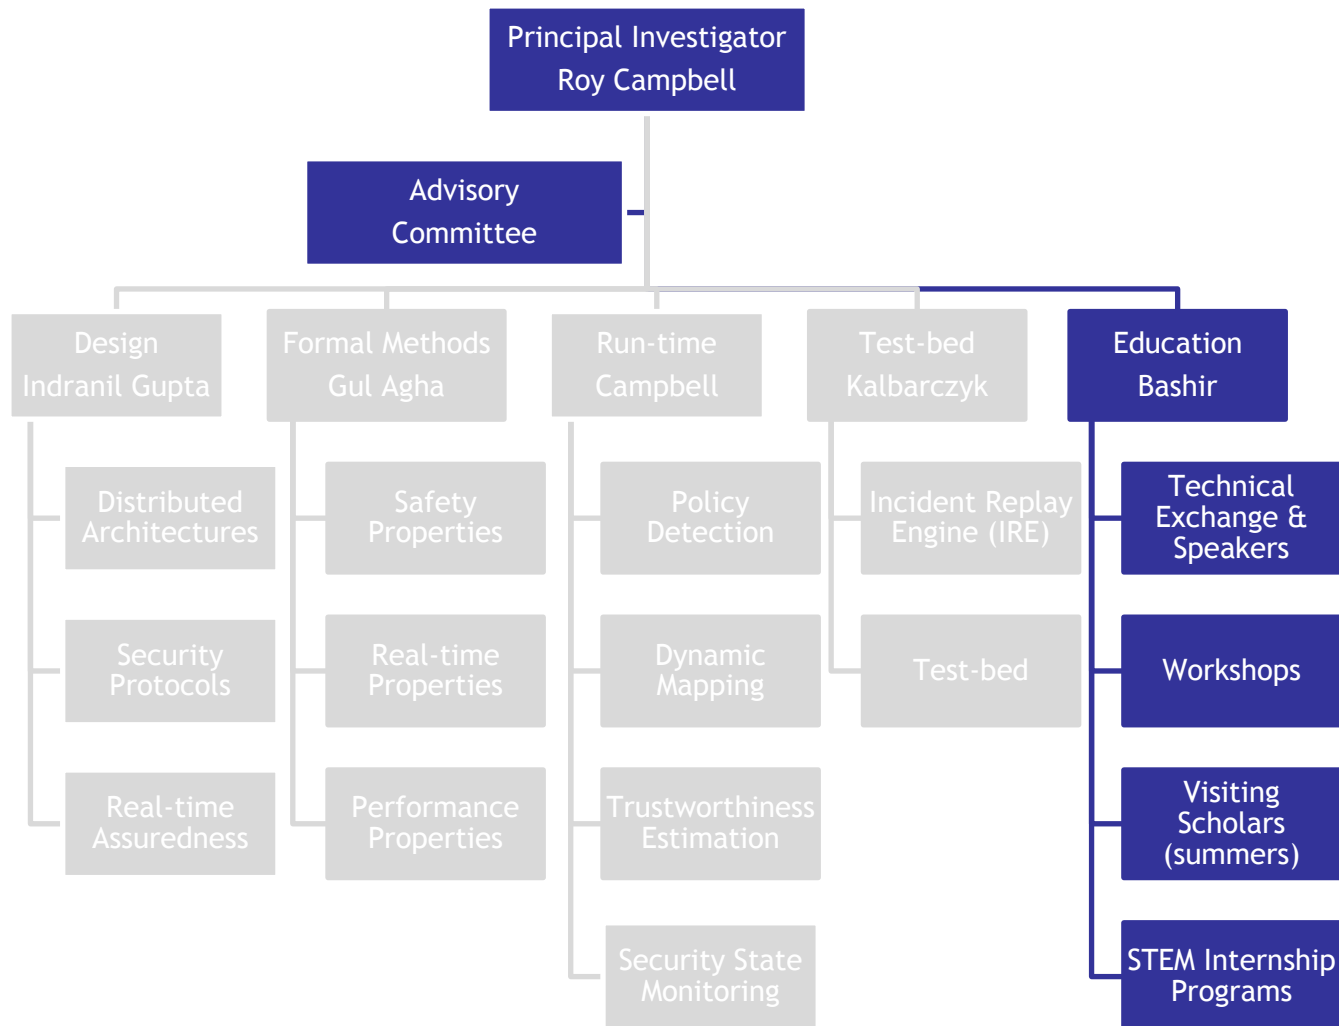 Principal Investigator
Roy Campbell
Advisory
Committee
Design
Indranil Gupta
Formal Methods
Gul Agha
Run-time
Campbell
Test-bed
Kalbarczyk
Education
Bashir
Distributed
Architectures
Safety
Properties
Policy
Detection
Incident Replay
Engine (IRE)
Technical
Exchange &
Speakers
Security
Protocols
Real-time
Properties
Dynamic
Mapping
Test-bed
Workshops
Real-time
Assuredness
Performance
Properties
Trustworthiness
Estimation
Visiting
Scholars
(summers)
Security State
Monitoring
STEM Internship
Programs